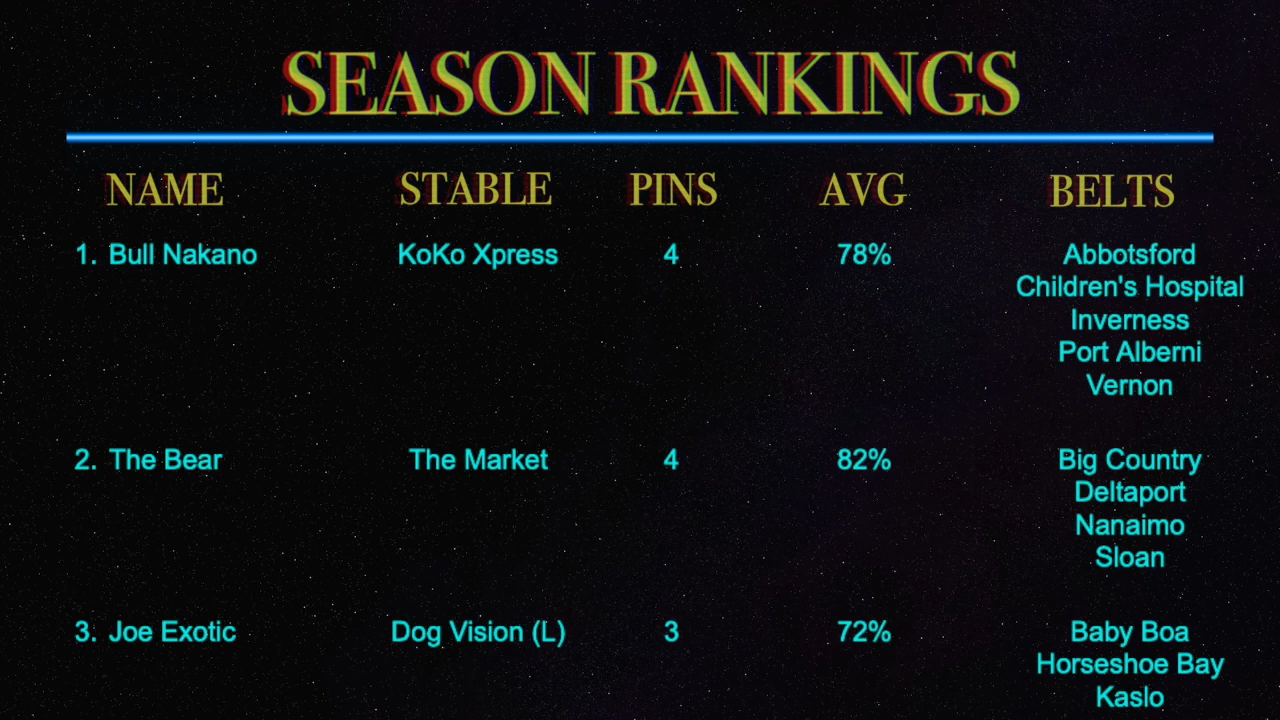 SEASON RANKINGS
NAME STABLE PINS AVG BELTS
1. Bull Nakano KoKo Xpress 4 78% Abbotsford
Children's Hospital
Inverness
Port Alberni
Vernon
2. The Bear The Market 4 82% Big Country
Deltaport
Nanaimo
Sloan
3. Joe Exotic Dog Vision (L) 3 72% Baby Boa
Horseshoe Bay
Kaslo